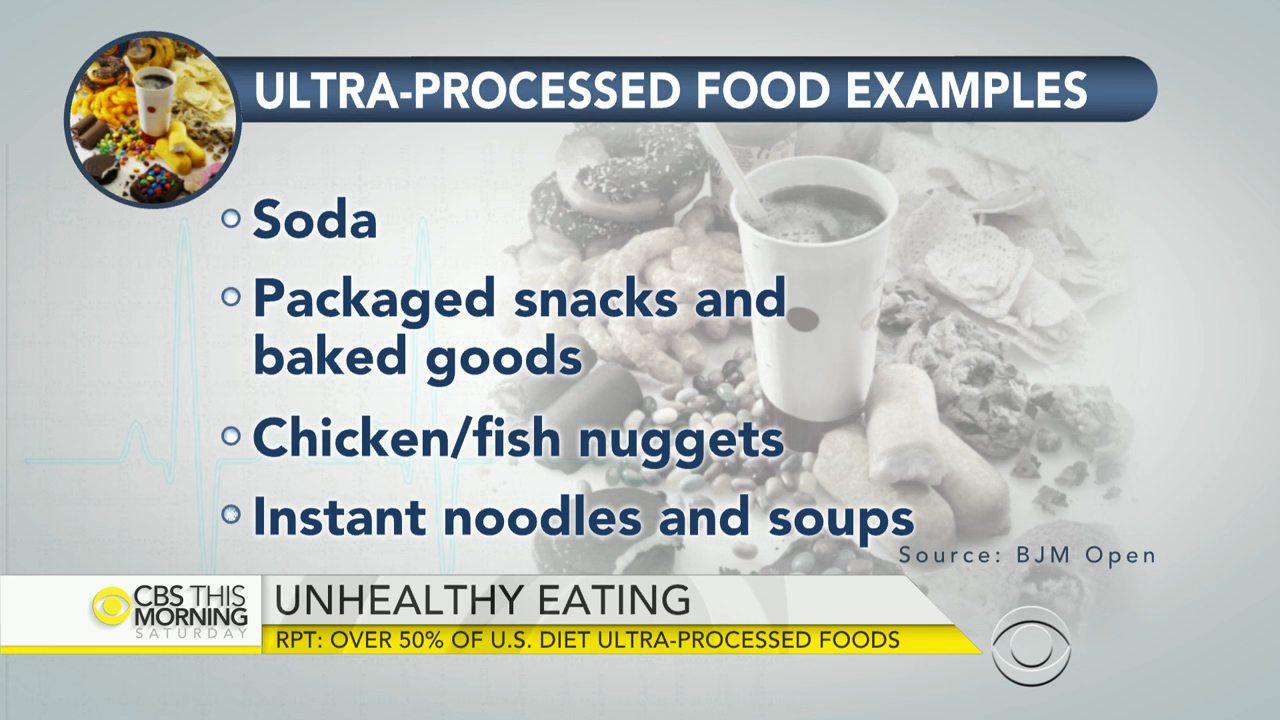 ULTRA-PROCESSED FOOD EXAMPLES
Soda
Packaged snacks and
baked goods
Chicken/fish nuggets
Instant noodles and soups
Source: BJM Open
CBS THIS
MORNING
SATURDAY
UNHEALTHY EATING
RPT: OVER 50% OF U.S. DIET ULTRA-PROCESSED FOODS